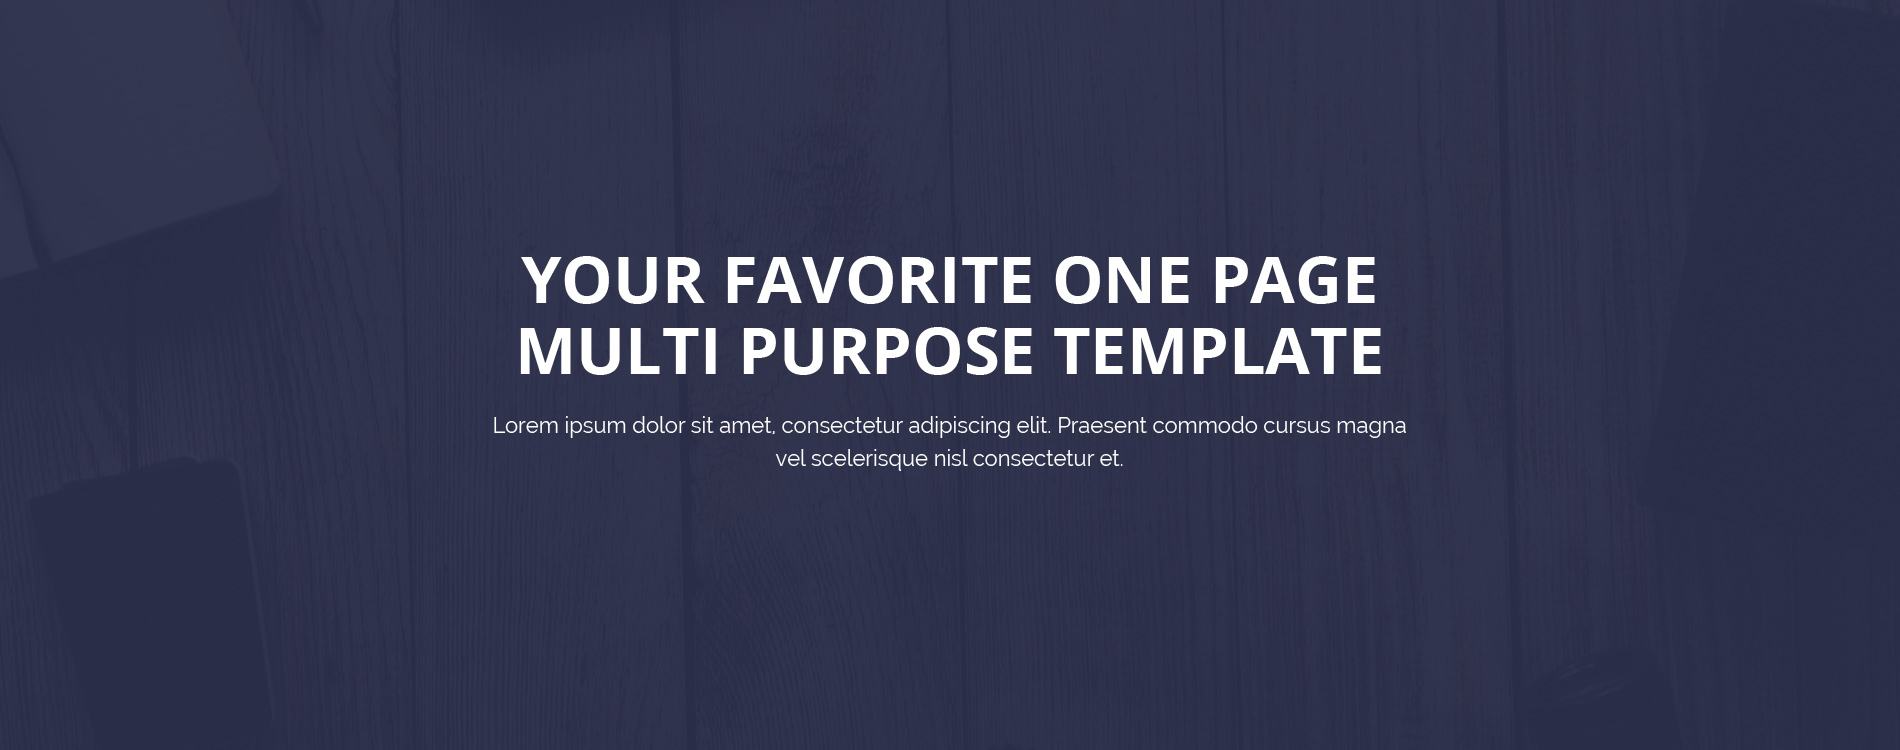 YOUR FAVORITE ONE PAGE
MULTI PURPOSE TEMPLATE
Lorem ipsum dolor sit amet, consectetur adipiscing elit. Praesent commodo cursus magna
vel scelerisque nisl consectetur et.